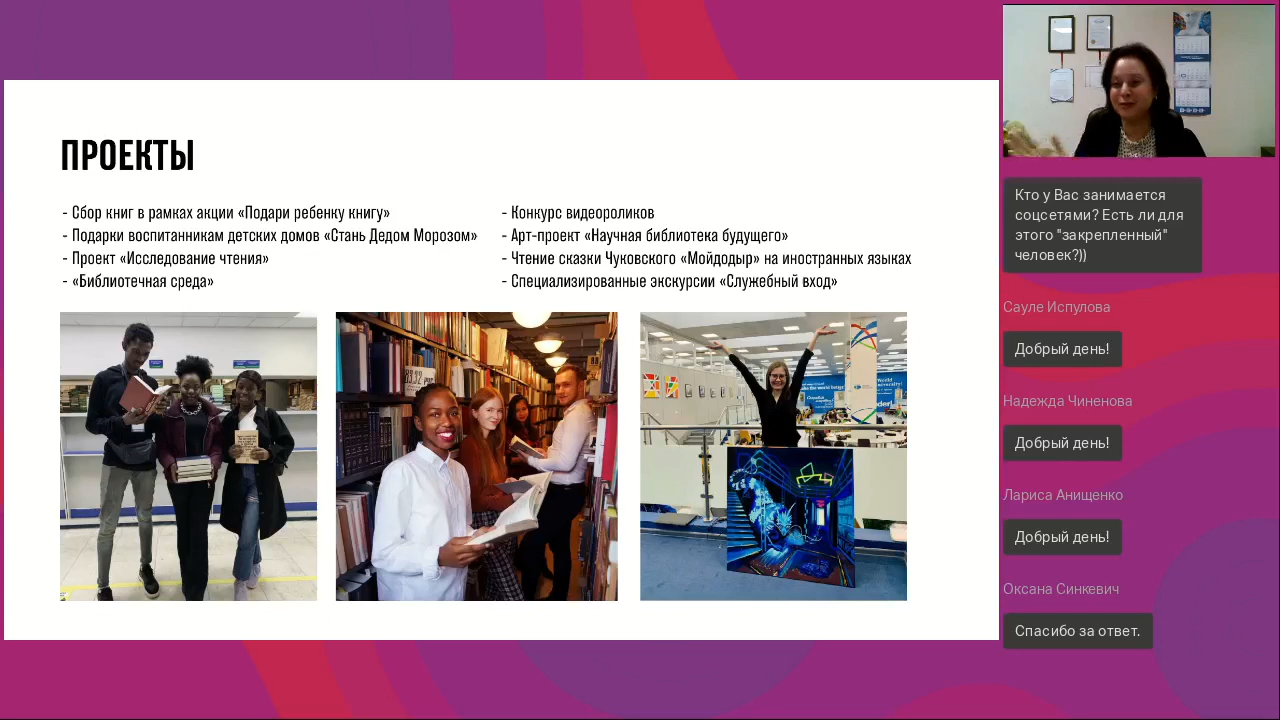 ПРОЕКТЫ
- Сбор книг в рамках акции «Подари ребенку книгу»
- Подарки воспитанникам детских домов «Стань Дедом Морозом»
- Проект «Исследование чтения»
- «Библиотечная среда»
- Конкурс видеороликов
- Арт-проект «Научная библиотека будущего»
- Чтение сказки Чуковского «Мойдодыр» на иностранных языках
- Специализированные экскурсии «Служебный вход»
Кто у Вас занимается
соцсетями? Есть ли для
этого "закрепленный"
человек?))
Сауле Испулова
Добрый день!
Надежда Чиненова
Добрый день!
Лариса Анищенко
Добрый день!
Оксана Синкевич
Спасибо за ответ.